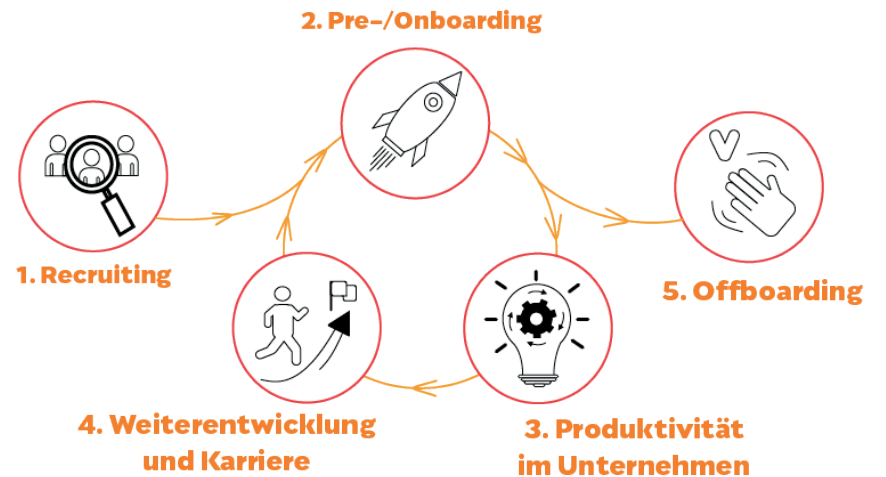 2. Pre-/Onboarding
1. Recruiting
5. Offboarding
4. Weiterentwicklung
und Karriere
3. Produktivität
im Unternehmen